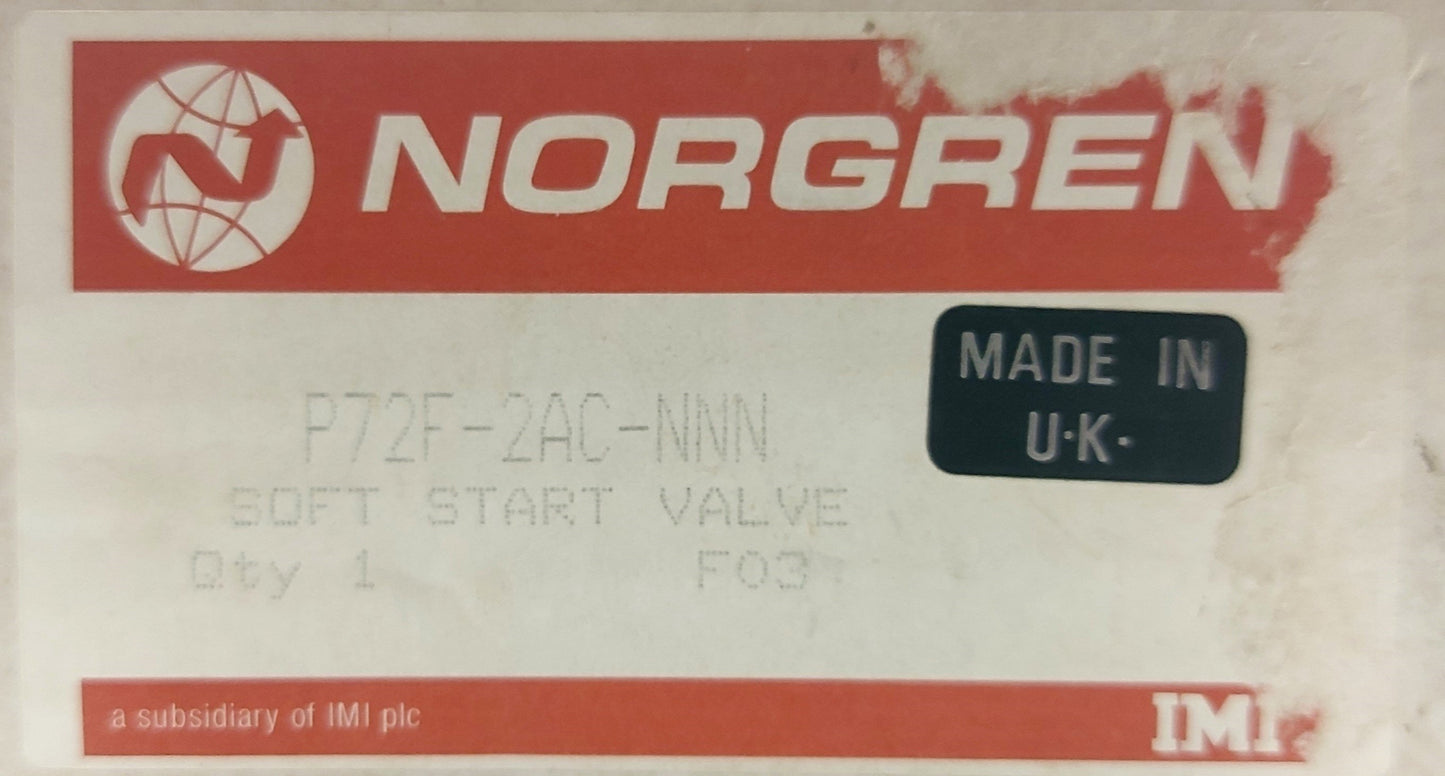 NORGREN
MADE IN
U·K·
P72F-2AC-NNN
SOFT START VALVE
Qty 1 F03
a subsidiary of IMI plc
IMI